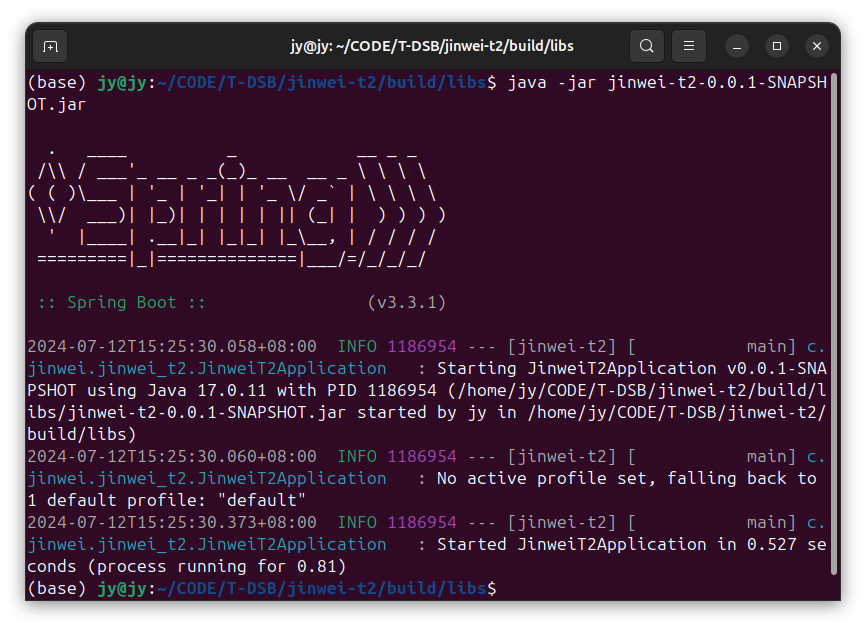 jy@jy: ~/CODE/T-DSB/jinwei-t2/build/libs
(base) jy@jy:~/CODE/T-DSB/jinwei-t2/build/libs$ java -jar jinwei-t2-0.0.1-SNAPSH
OT.jar
  .   ____          _            __ _ _
 /\\ / ___'_ __ _ _(_)_ __  __ _ \ \ \ \
( ( )\___ | '_ | '_| | '_ \/ _` | \ \ \ \
 \\/  ___)| |_)| | | | | || (_| |  ) ) ) )
  '  |____| .__|_| |_|_| |_\__, | / / / /
 =========|_|==============|___/=/_/_/_/
 :: Spring Boot ::                (v3.3.1)
2024-07-12T15:25:30.058+08:00  INFO 1186954 --- [jinwei-t2] [           main] c.
jinwei.jinwei_t2.JinweiT2Application   : Starting JinweiT2Application v0.0.1-SNA
PSHOT using Java 17.0.11 with PID 1186954 (/home/jy/CODE/T-DSB/jinwei-t2/build/l
ibs/jinwei-t2-0.0.1-SNAPSHOT.jar started by jy in /home/jy/CODE/T-DSB/jinwei-t2/
build/libs)
2024-07-12T15:25:30.060+08:00  INFO 1186954 --- [jinwei-t2] [           main] c.
jinwei.jinwei_t2.JinweiT2Application   : No active profile set, falling back to 
1 default profile: "default"
2024-07-12T15:25:30.373+08:00  INFO 1186954 --- [jinwei-t2] [           main] c.
jinwei.jinwei_t2.JinweiT2Application   : Started JinweiT2Application in 0.527 se
conds (process running for 0.81)
(base) jy@jy:~/CODE/T-DSB/jinwei-t2/build/libs$